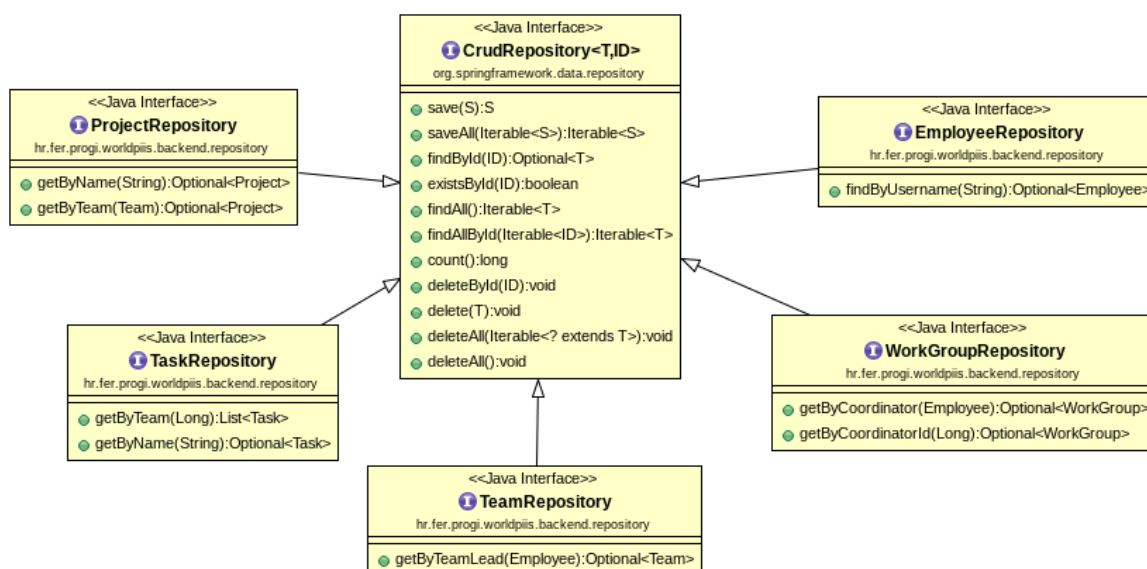 <<Java Interface>>
CrudRepository<T,ID>
org.springframework.data.repository
save(S):S
saveAll(Iterable<S>):Iterable<S>
findById(ID):Optional<T>
existsById(ID):boolean
findAll():Iterable<T>
findAllById(Iterable<ID>):Iterable<T>
count():long
deleteById(ID):void
delete(T):void
deleteAll(Iterable<? extends T>):void
deleteAll():void
<<Java Interface>>
ProjectRepository
hr.fer.progi.worldpiis.backend.repository
getByName(String):Optional<Project>
getByTeam(Team):Optional<Project>
<<Java Interface>>
EmployeeRepository
hr.fer.progi.worldpiis.backend.repository
findByUsername(String):Optional<Employee>
<<Java Interface>>
TaskRepository
hr.fer.progi.worldpiis.backend.repository
getByTeam(Long):List<Task>
getByName(String):Optional<Task>
<<Java Interface>>
WorkGroupRepository
hr.fer.progi.worldpiis.backend.repository
getByCoordinator(Employee):Optional<WorkGroup>
getByCoordinatorId(Long):Optional<WorkGroup>
<<Java Interface>>
TeamRepository
hr.fer.progi.worldpiis.backend.repository
getByTeamLead(Employee):Optional<Team>